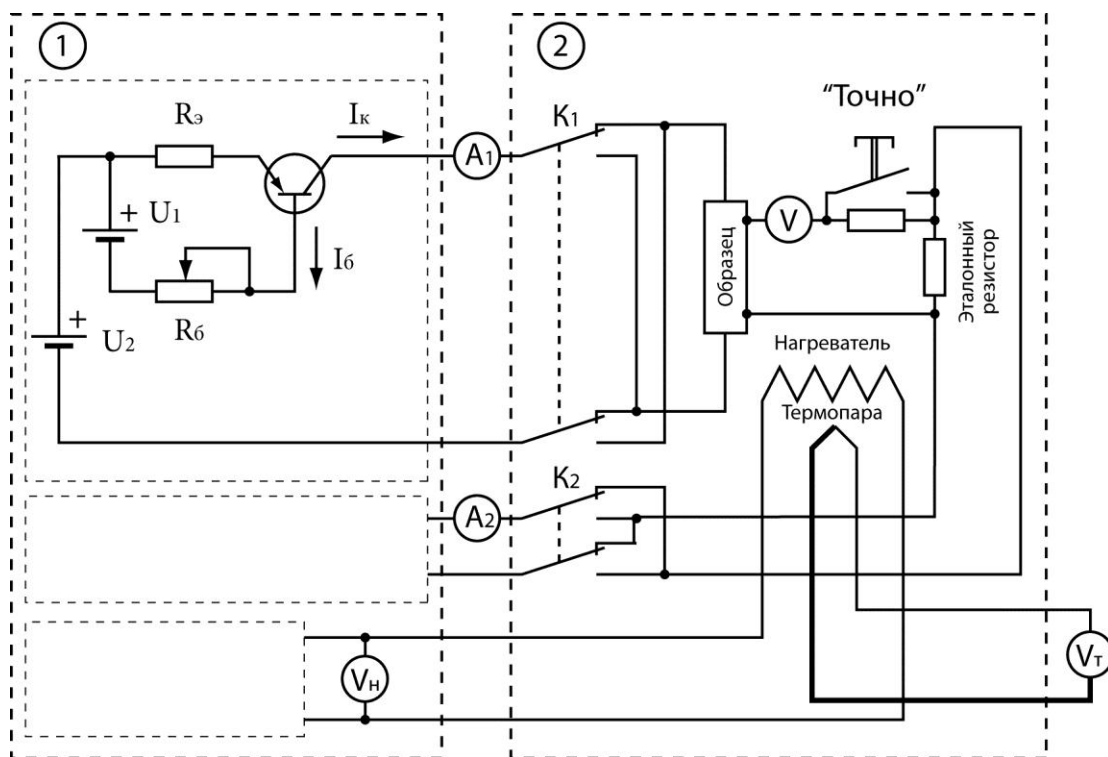 1
2
Rэ
Iк
A1
K1
“Точно”
+ U1
Iб
V
Образец
Эталонный
резистор
+
U2
Rб
Нагреватель
Термопара
K2
A2
Vн
Vт